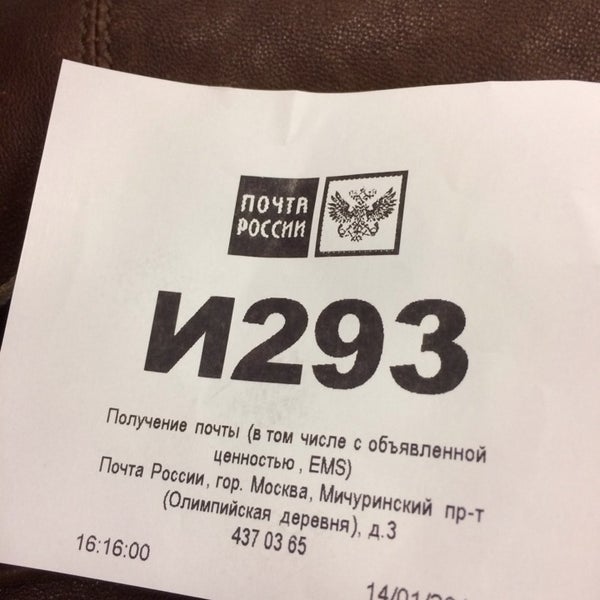 ПОЧТА
РОССИИ
И293
Получение почты (в том числе с объявленной
ценностью , EMS)
Почта России, гор. Москва, Мичуринский пр-т
(Олимпийская деревня), д.3
437 03 65
16:16:00